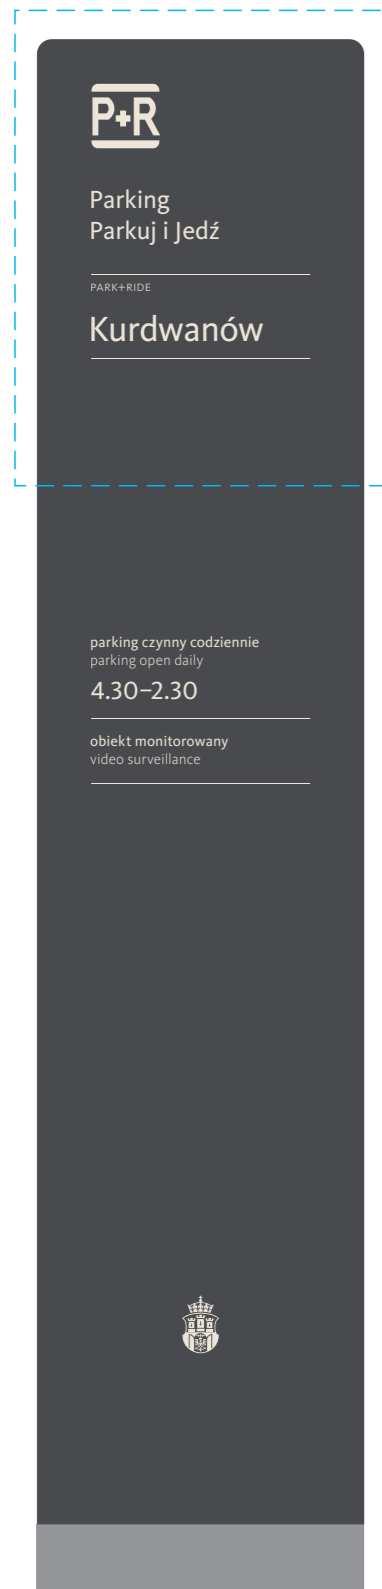 P+R
Parking
Parkuj i Jedź
PARK+RIDE
Kurdwanów
parking czynny codziennie
parking open daily
4.30–2.30
obiekt monitorowany
video surveillance